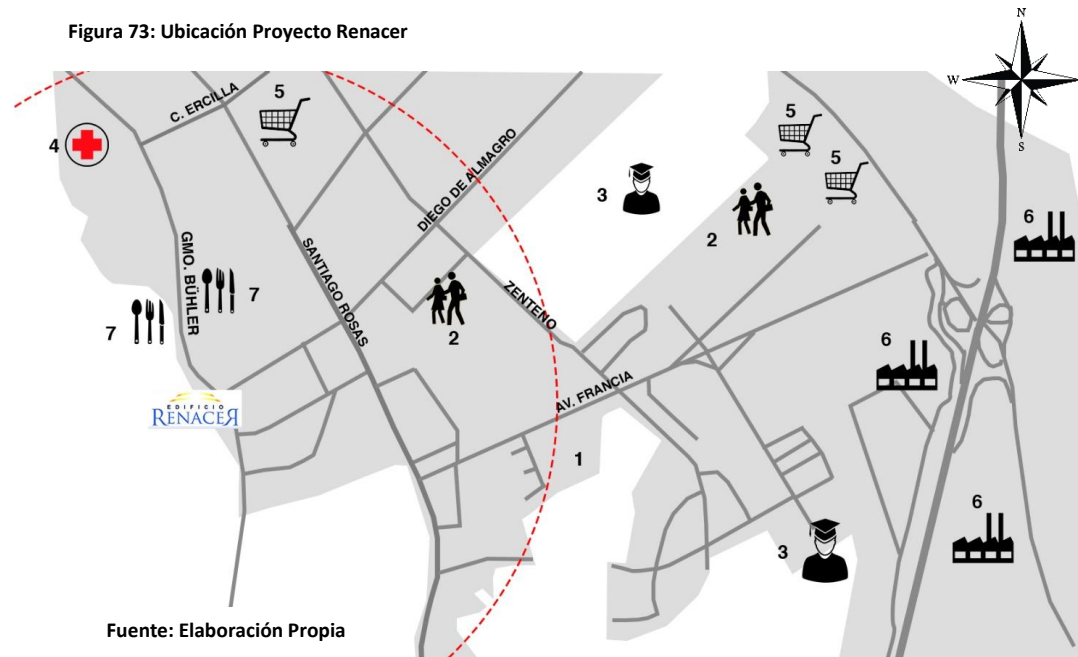 Figura 73: Ubicación Proyecto Renacer
N
W
S
C. ERCILLA
5
4
5
5
DIEGO DE ALMAGRO
3
2
6
GMO. BÜHLER
SANTIAGO ROSAS
7
7
ZENTENO
2
6
EDIFICIO
RENACER
AV. FRANCIA
1
6
3
Fuente: Elaboración Propia